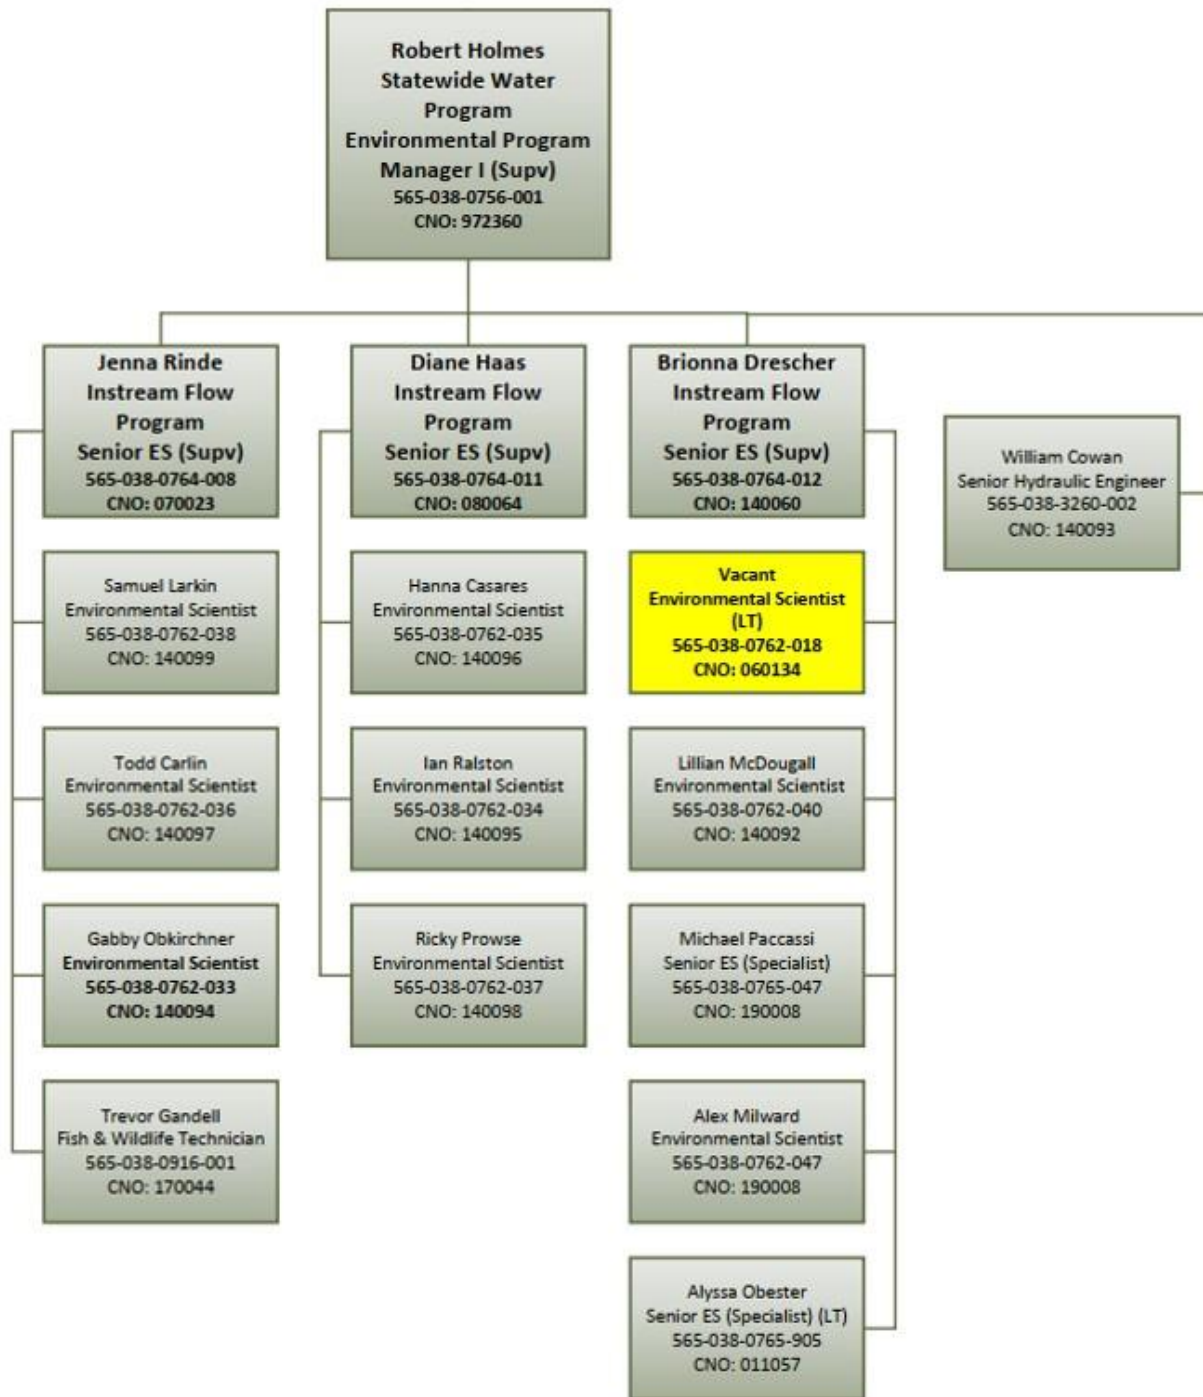 Robert Holmes
Statewide Water
Program
Environmental Program
Manager I (Supv)
565-038-0756-001
CNO: 972360
Jenna Rinde
Instream Flow
Program
Senior ES (Supv)
565-038-0764-008
CNO: 070023
Samuel Larkin
Environmental Scientist
565-038-0762-038
CNO: 140099
Todd Carlin
Environmental Scientist
565-038-0762-036
CNO: 140097
Gabby Obkirchner
Environmental Scientist
565-038-0762-033
CNO: 140094
Trevor Gandell
Fish & Wildlife Technician
565-038-0916-001
CNO: 170044
Diane Haas
Instream Flow
Program
Senior ES (Supv)
565-038-0764-011
CNO: 080064
Hanna Casares
Environmental Scientist
565-038-0762-035
CNO: 140096
Ian Ralston
Environmental Scientist
565-038-0762-034
CNO: 140095
Ricky Prowse
Environmental Scientist
565-038-0762-037
CNO: 140098
Brionna Drescher
Instream Flow
Program
Senior ES (Supv)
565-038-0764-012
CNO: 140060
Vacant
Environmental Scientist
(LT)
565-038-0762-018
CNO: 060134
Lillian McDougall
Environmental Scientist
565-038-0762-040
CNO: 140092
Michael Paccassi
Senior ES (Specialist)
565-038-0765-047
CNO: 190008
Alex Milward
Environmental Scientist
565-038-0762-047
CNO: 190008
Alyssa Obester
Senior ES (Specialist) (LT)
565-038-0765-905
CNO: 011057
William Cowan
Senior Hydraulic Engineer
565-038-3260-002
CNO: 140093